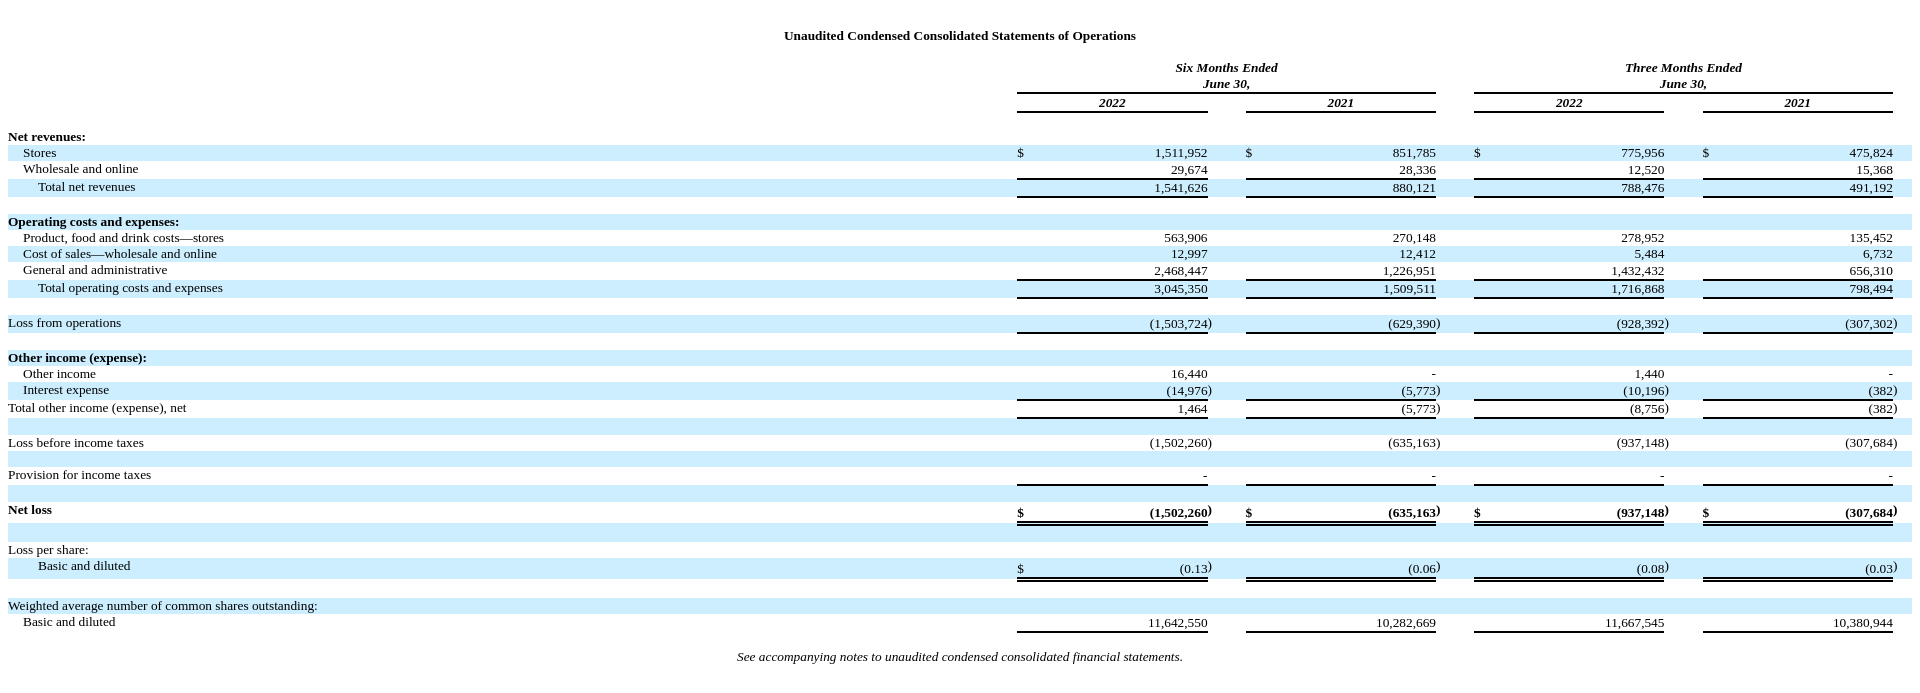 Unaudited Condensed Consolidated Statements of Operations
Six Months Ended June 30, Three Months Ended June 30,
2022 2021 2022 2021
Net revenues:
Stores $ 1,511,952 $ 851,785 $ 775,956 $ 475,824
Wholesale and online 29,674 28,336 12,520 15,368
Total net revenues 1,541,626 880,121 788,476 491,192
Operating costs and expenses:
Product, food and drink costs—stores 563,906 270,148 278,952 135,452
Cost of sales—wholesale and online 12,997 12,412 5,484 6,732
General and administrative 2,468,447 1,226,951 1,432,432 656,310
Total operating costs and expenses 3,045,350 1,509,511 1,716,868 798,494
Loss from operations (1,503,724) (629,390) (928,392) (307,302)
Other income (expense):
Other income 16,440 - 1,440 -
Interest expense (14,976) (5,773) (10,196) (382)
Total other income (expense), net 1,464 (5,773) (8,756) (382)
Loss before income taxes (1,502,260) (635,163) (937,148) (307,684)
Provision for income taxes - - - -
Net loss $ (1,502,260) $ (635,163) $ (937,148) $ (307,684)
Loss per share:
Basic and diluted $ (0.13) (0.06) (0.08) (0.03)
Weighted average number of common shares outstanding:
Basic and diluted 11,642,550 10,282,669 11,667,545 10,380,944
See accompanying notes to unaudited condensed consolidated financial statements.